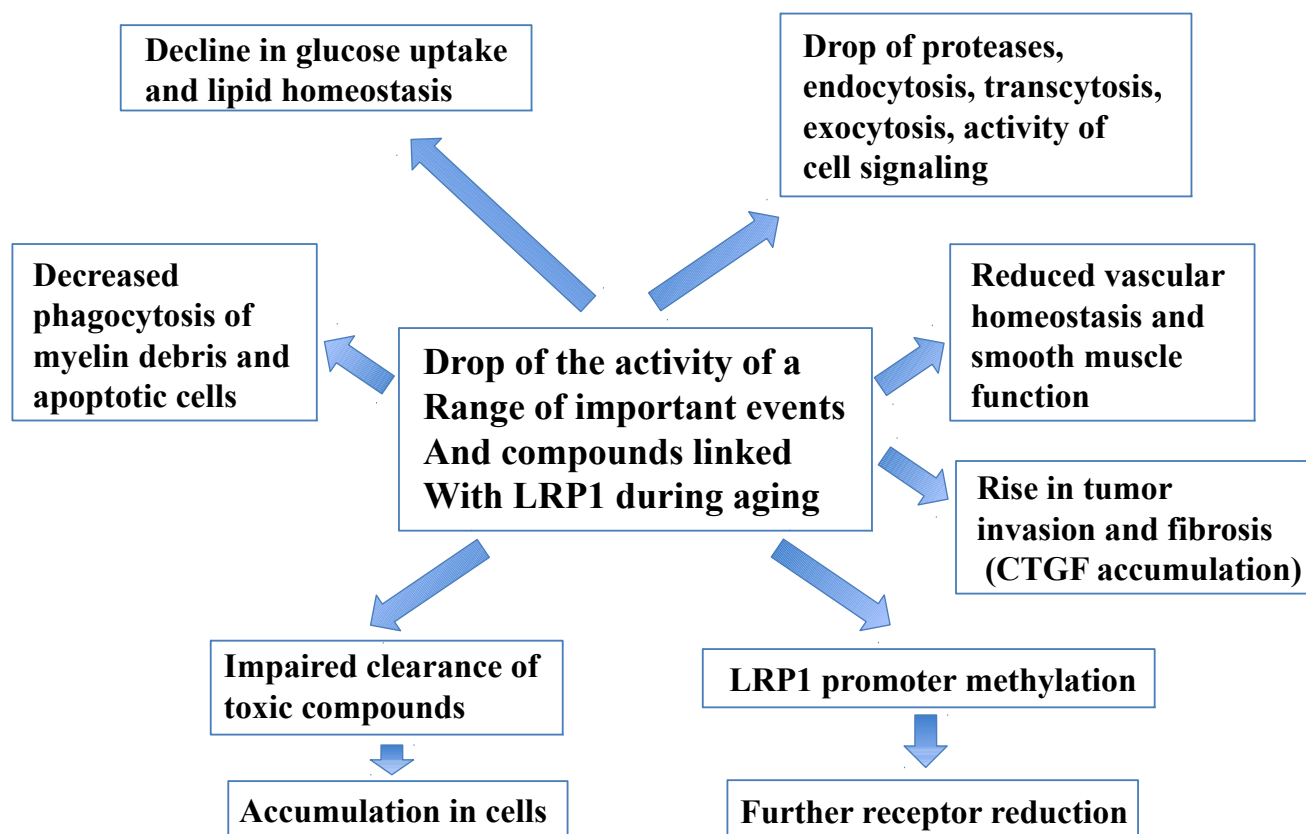 Decline in glucose uptake
and lipid homeostasis
Drop of proteases,
endocytosis, transcytosis,
exocytosis, activity of
cell signaling
Decreased
phagocytosis of
myelin debris and
apoptotic cells
Drop of the activity of a
Range of important events
And compounds linked
With LRP1 during aging
Reduced vascular
homeostasis and
smooth muscle
function
Rise in tumor
invasion and fibrosis
(CTGF accumulation)
Impaired clearance of
toxic compounds
LRP1 promoter methylation
Accumulation in cells
Further receptor reduction